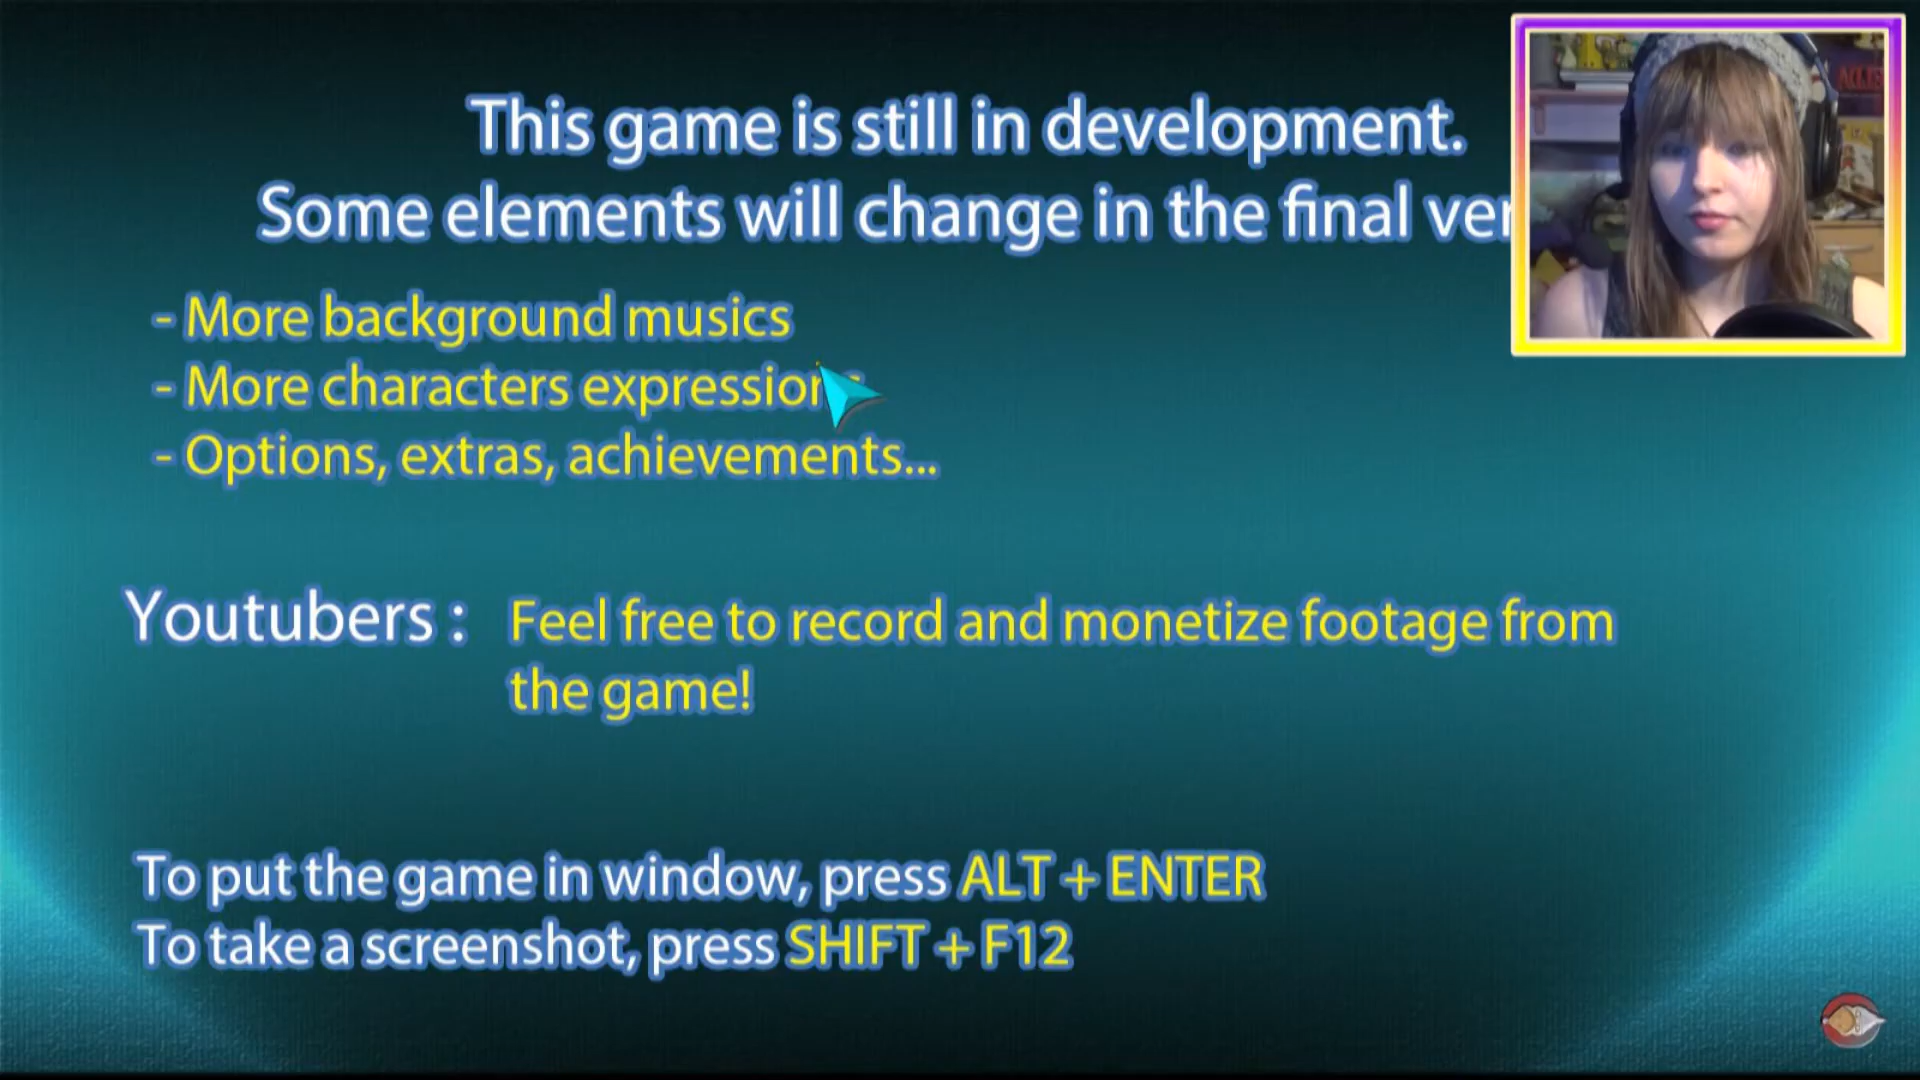 This game is still in development.
Some elements will change in the final ver
- More background musics
- More characters expression
- Options, extras, achievements...
Youtubers : Feel free to record and monetize footage from
the game!
To put the game in window, press ALT + ENTER
To take a screenshot, press SHIFT + F12